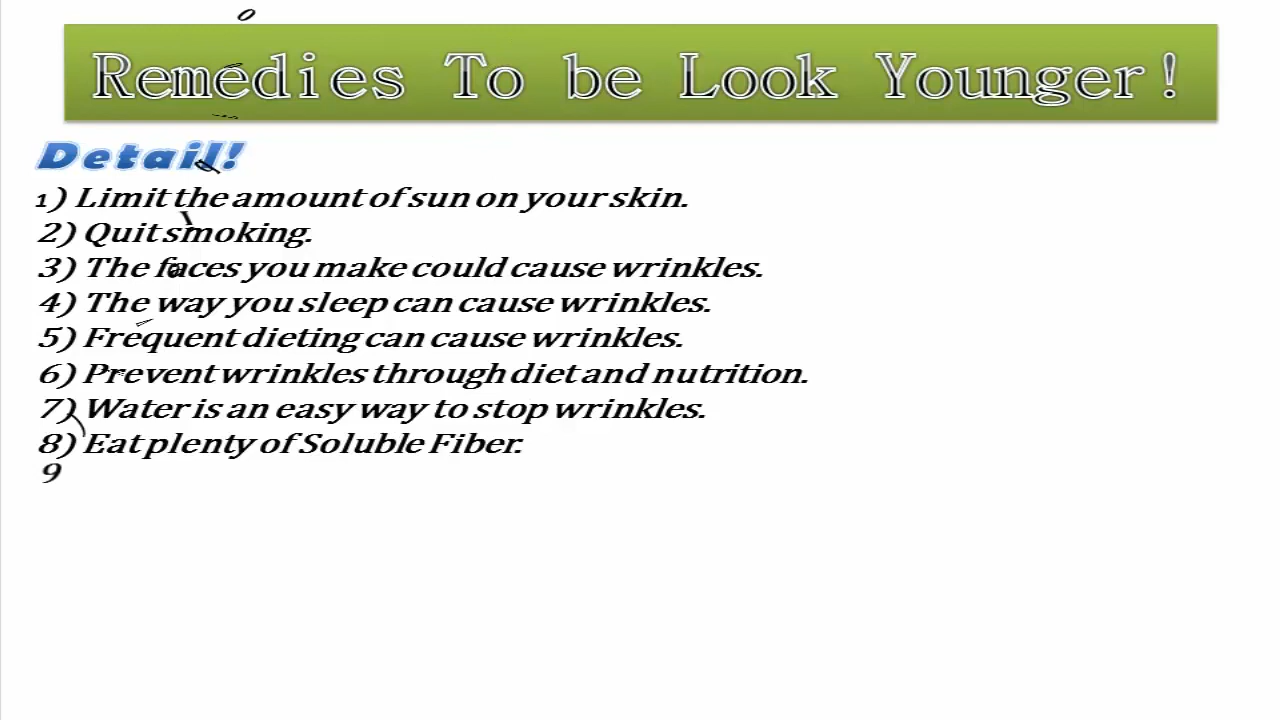 Remedies To be Look Younger!
Detail!
1) Limit the amount of sun on your skin.
2) Quit smoking.
3) The faces you make could cause wrinkles.
4) The way you sleep can cause wrinkles.
5) Frequent dieting can cause wrinkles.
6) Prevent wrinkles through diet and nutrition.
7) Water is an easy way to stop wrinkles.
8) Eat plenty of Soluble Fiber.
9